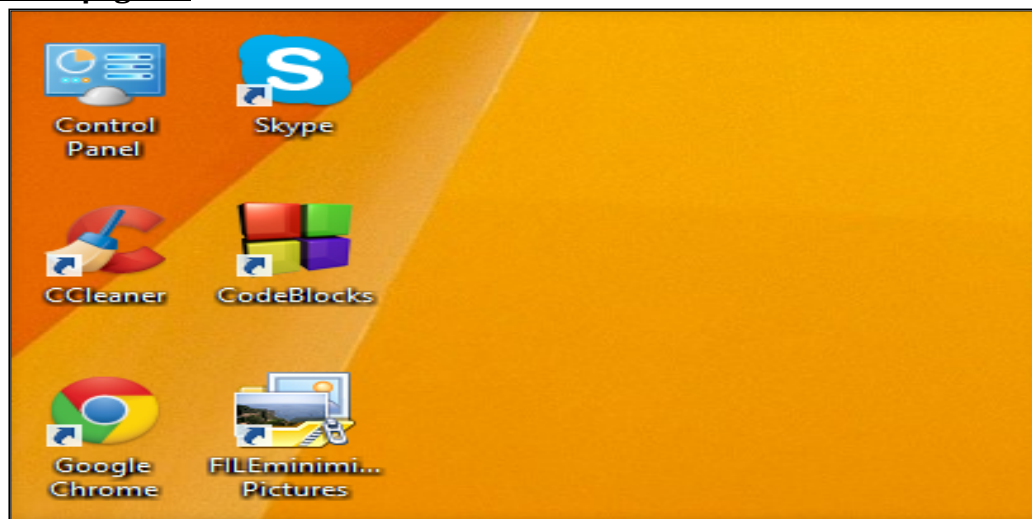 Control
Panel
Skype
CCleaner
CodeBlocks
Google
Chrome
FILEminimi...
Pictures